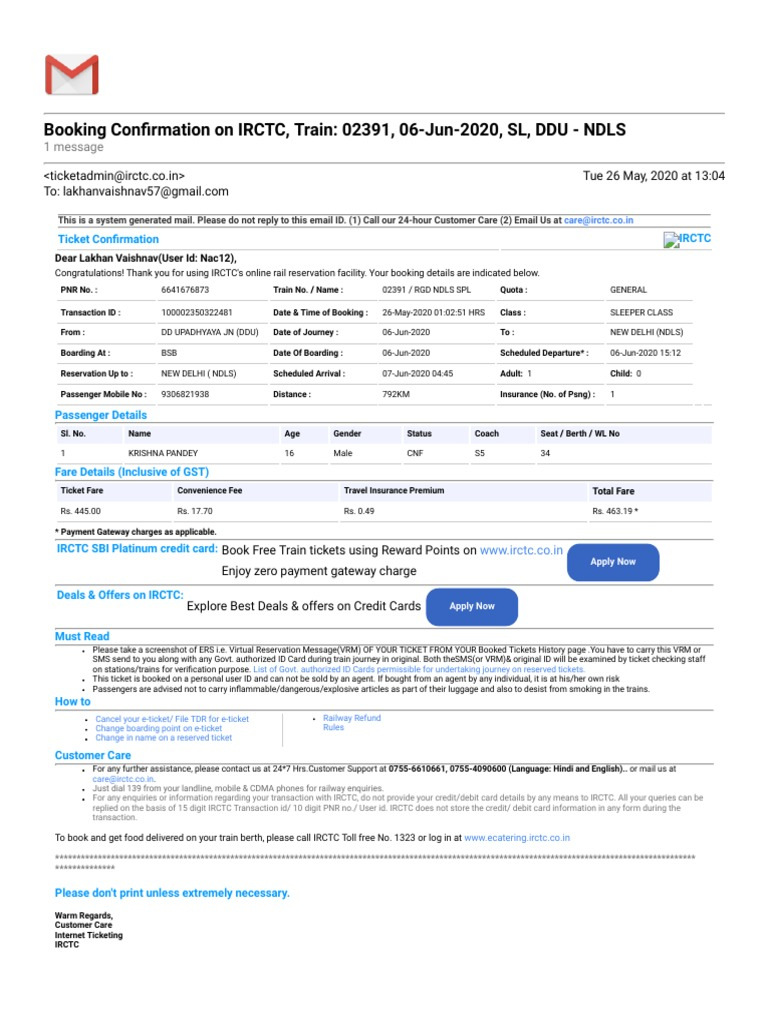 Booking Confirmation on IRCTC, Train: 02391, 06-Jun-2020, SL, DDU - NDLS
1 message
<ticketadmin@irctc.co.in> Tue 26 May, 2020 at 13:04
To: lakhanvaishnav57@gmail.com
This is a system generated mail. Please do not reply to this email ID. (1) Call our 24-hour Customer Care (2) Email Us at care@irctc.co.in
Ticket Confirmation IRCTC
Dear Lakhan Vaishnav(User Id: Nac12),
Congratulations! Thank you for using IRCTC's online rail reservation facility. Your booking details are indicated below.
PNR No. : 6641676873 Train No. / Name : 02391 / RGD NDLS SPL Quota : GENERAL
Transaction ID : 100002350322481 Date & Time of Booking : 26-May-2020 01:02:51 HRS Class : SLEEPER CLASS
From : DD UPADHYAYA JN (DDU) Date of Journey : 06-Jun-2020 To : NEW DELHI (NDLS)
Boarding At : BSB Date Of Boarding : 06-Jun-2020 Scheduled Departure* : 06-Jun-2020 15:12
Reservation Up to : NEW DELHI ( NDLS) Scheduled Arrival : 07-Jun-2020 04:45 Adult: 1 Child: 0
Passenger Mobile No : 9306821938 Distance : 792KM Insurance (No. of Psng) : 1
Passenger Details
Sl. No. Name Age Gender Status Coach Seat / Berth / WL No
1 KRISHNA PANDEY 16 Male CNF S5 34
Fare Details (Inclusive of GST)
Ticket Fare Convenience Fee Travel Insurance Premium Total Fare
Rs. 445.00 Rs. 17.70 Rs. 0.49 Rs. 463.19 *
* Payment Gateway charges as applicable.
IRCTC SBI Platinum credit card: Book Free Train tickets using Reward Points on www.irctc.co.in
Enjoy zero payment gateway charge
Apply Now
Deals & Offers on IRCTC:
Explore Best Deals & offers on Credit Cards Apply Now
Must Read
• Please take a screenshot of ERS i.e. Virtual Reservation Message(VRM) OF YOUR TICKET FROM YOUR Booked Tickets History page .You have to carry this VRM or
SMS send to you along with any Govt. authorized ID Card during train journey in original. Both theSMS(or VRM)& original ID will be examined by ticket checking staff
on stations/trains for verification purpose. List of Govt. authorized ID Cards permissible for undertaking journey on reserved tickets.
• This ticket is booked on a personal user ID and can not be sold by an agent. If bought from an agent by any individual, it is at his/her own risk
• Passengers are advised not to carry inflammable/dangerous/explosive articles as part of their luggage and also to desist from smoking in the trains.
How to
• Cancel your e-ticket/ File TDR for e-ticket
• Change boarding point on e-ticket
• Change in name on a reserved ticket
• Railway Refund
Rules
Customer Care
• For any further assistance, please contact us at 24*7 Hrs.Customer Support at 0755-6610661, 0755-4090600 (Language: Hindi and English).. or mail us at
care@irctc.co.in.
• Just dial 139 from your landline, mobile & CDMA phones for railway enquiries.
• For any enquiries or information regarding your transaction with IRCTC, do not provide your credit/debit card details by any means to IRCTC. All your queries can be
replied on the basis of 15 digit IRCTC Transaction id/ 10 digit PNR no./ User id. IRCTC does not store the credit/ debit card information in any form during the
transaction.
To book and get food delivered on your train berth, please call IRCTC Toll free No. 1323 or log in at www.ecatering.irctc.co.in
Please don't print unless extremely necessary.
Warm Regards,
Customer Care
Internet Ticketing
IRCTC